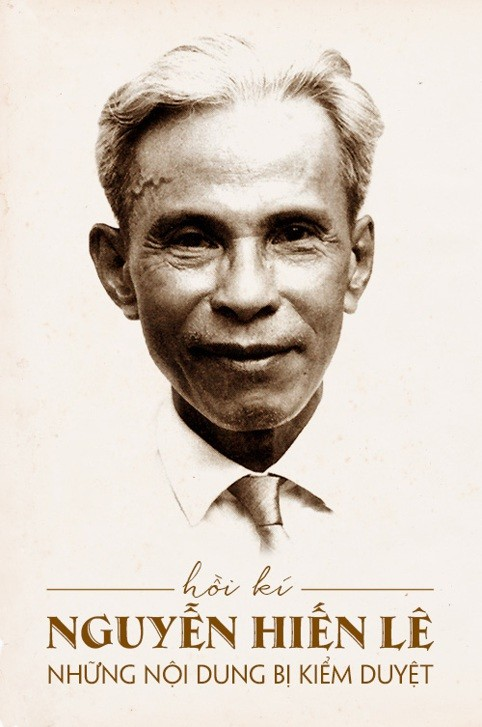 hồi kí
NGUYỄN HIẾN LÊ
NHỮNG NỘI DUNG BỊ KIỂM DUYỆT